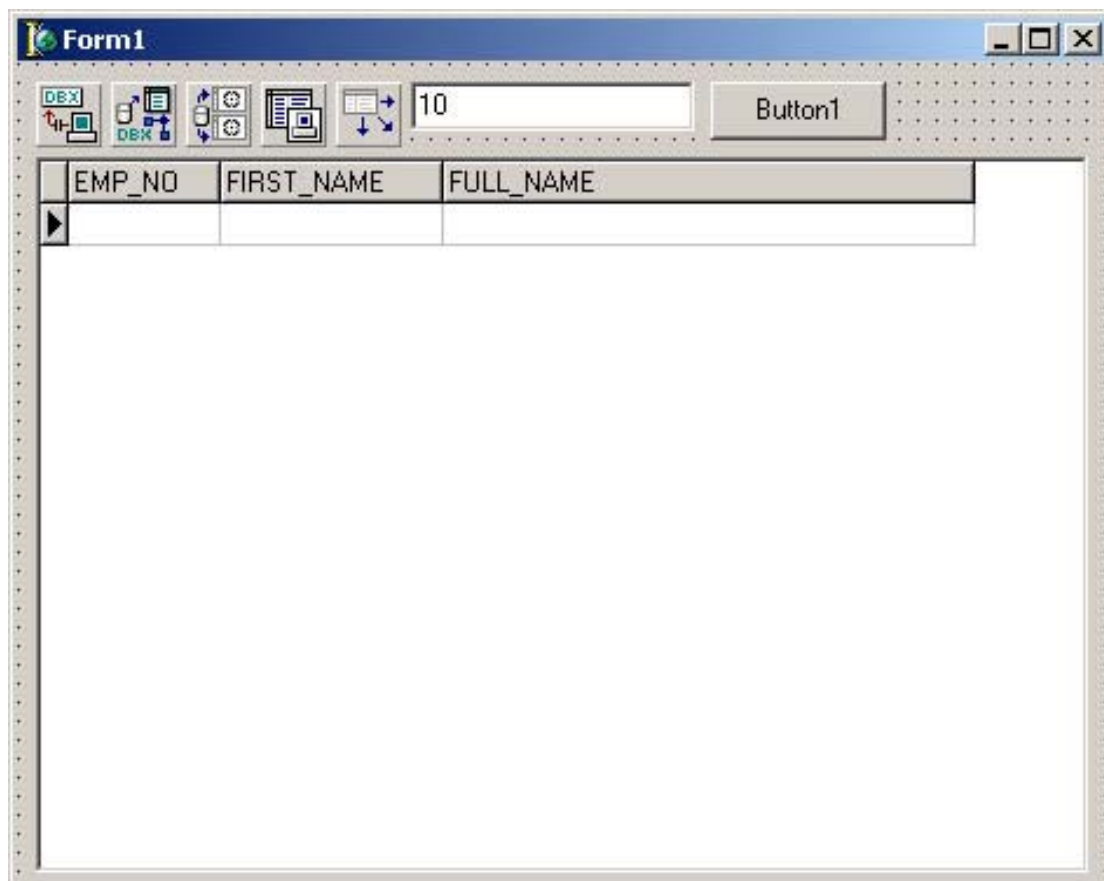 Form1
DBX
DBX
10
Button1
EMP_NO FIRST_NAME FULL_NAME